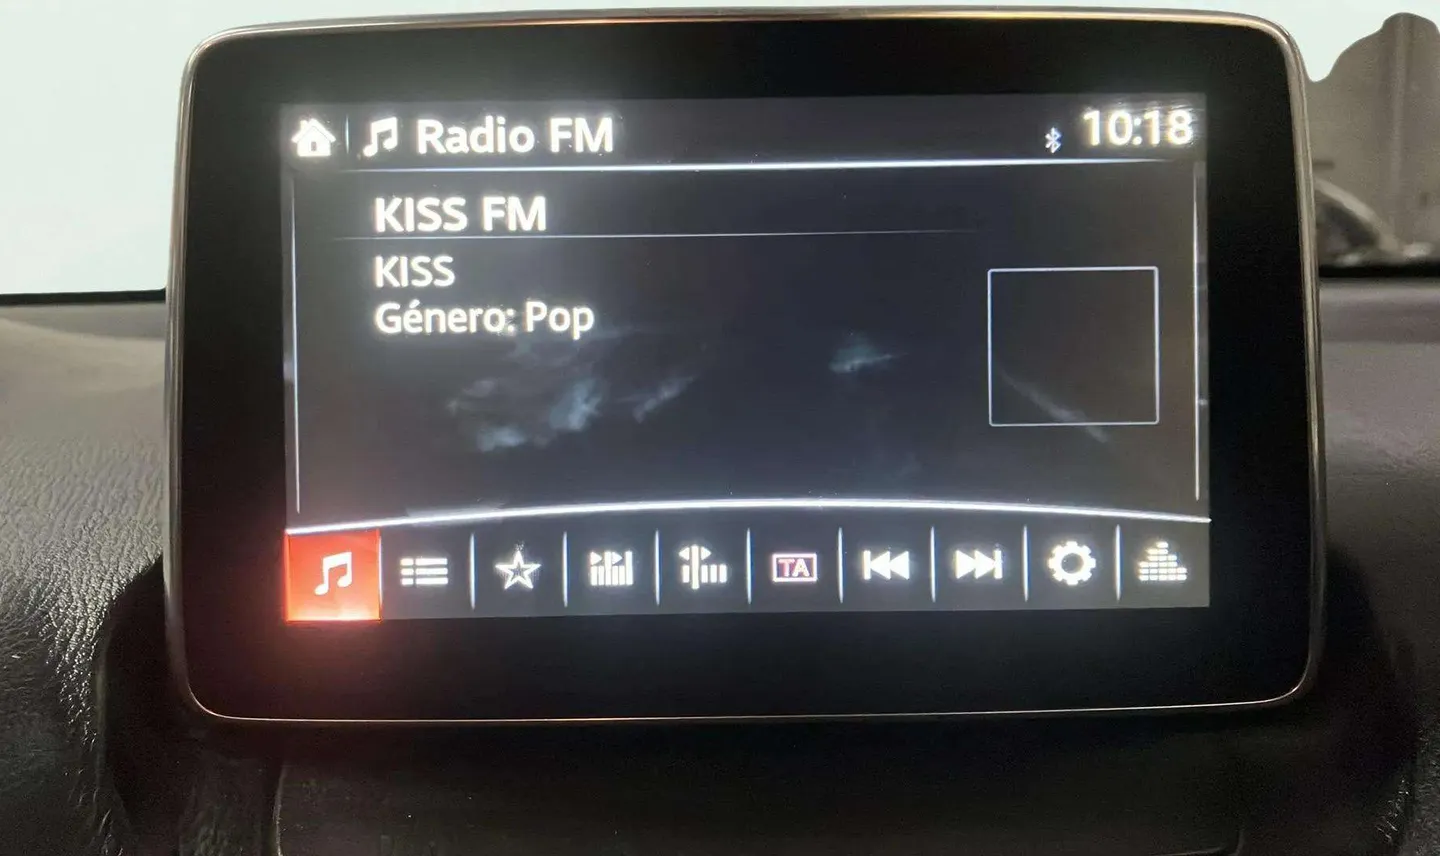 Radio FM
10:18
KISS FM
KISS
Género: Pop
TA